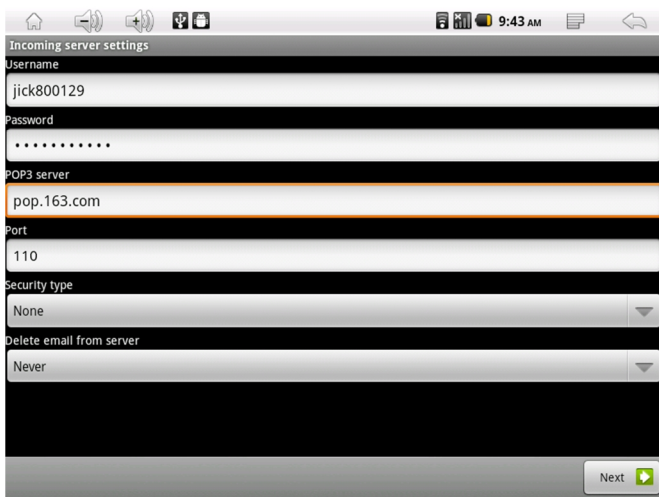 9:43 AM
Incoming server settings
Username
jick800129
Password
•••••••••••
POP3 server
pop.163.com
Port
110
Security type
None
Delete email from server
Never
Next